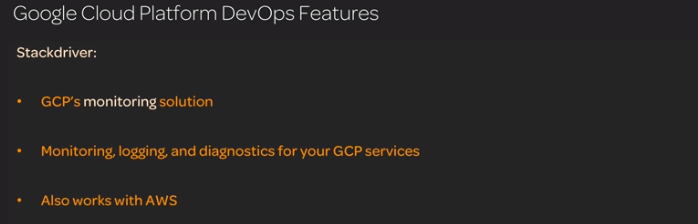 Google Cloud Platform DevOps Features
Stackdriver:
• GCP's monitoring solution
• Monitoring, logging, and diagnostics for your GCP services
• Also works with AWS